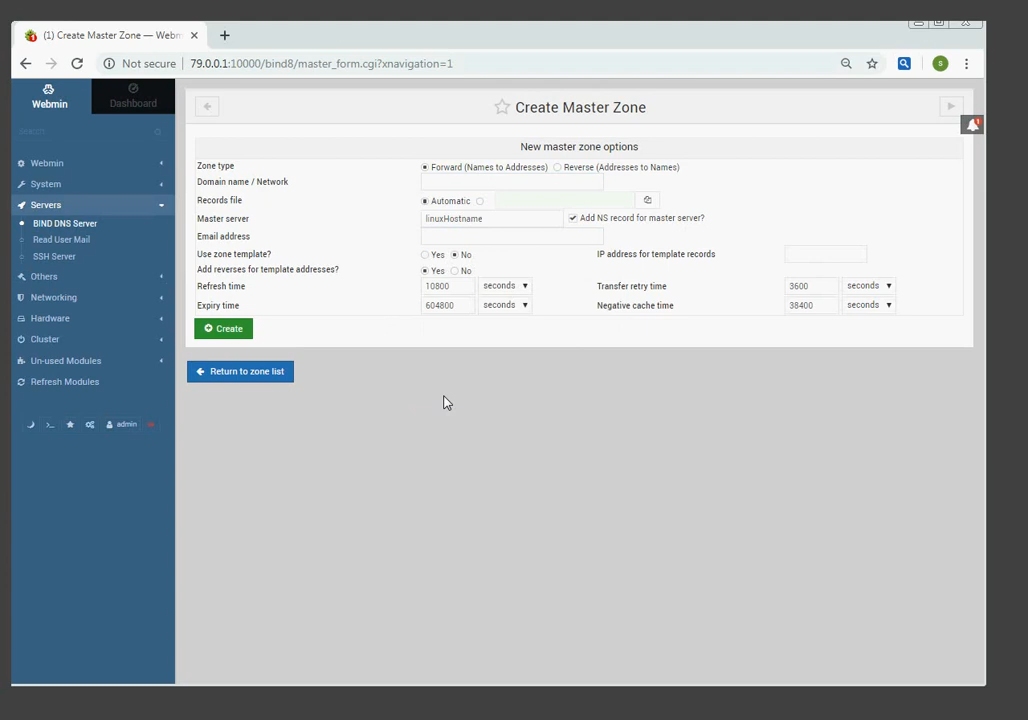 (1) Create Master Zone — Webm
Not secure | 79.0.0.1:10000/bind8/master_form.cgi?xnavigation=1
S
Webmin
Dashboard
Search
Webmin
System
Servers
BIND DNS Server
Read User Mail
SSH Server
Others
Networking
Hardware
Cluster
Un-used Modules
Refresh Modules
admin
Create Master Zone
1
New master zone options
Zone type Forward (Names to Addresses) Reverse (Addresses to Names)
Domain name / Network
Records file Automatic
Master server linuxHostname Add NS record for master server?
Email address
Use zone template? Yes No IP address for template records
Add reverses for template addresses? Yes No
Refresh time 10800 seconds Transfer retry time 3600 seconds
Expiry time 604800 seconds Negative cache time 38400 seconds
Create
Return to zone list